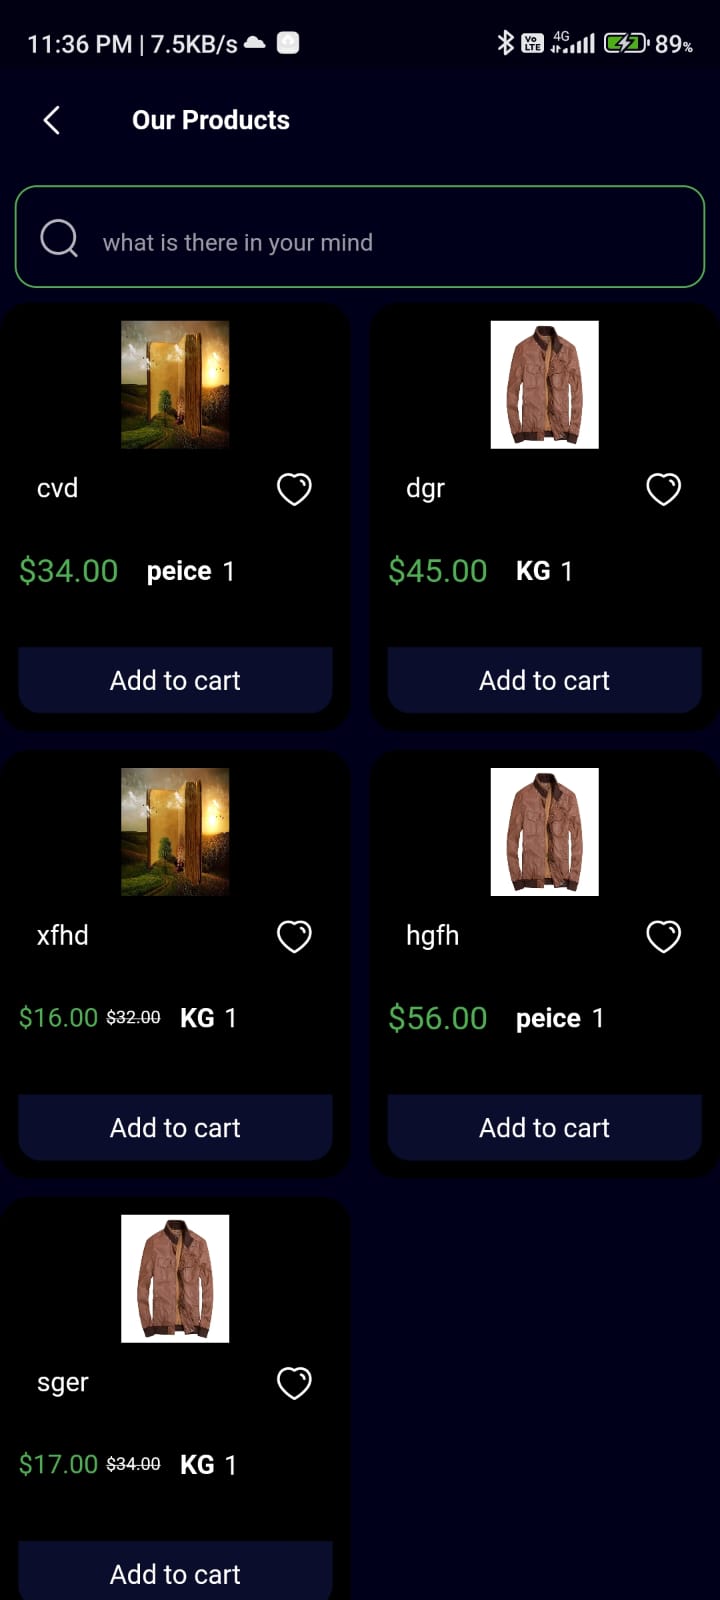 11:36 PM | 7.5KB/s
Vo LTE 4G 89%
Our Products
what is there in your mind
cvd
$34.00 peice 1
Add to cart
dgr
$45.00 KG 1
Add to cart
xfhd
$16.00 $32.00 KG 1
Add to cart
hgfh
$56.00 peice 1
Add to cart
sger
$17.00 $34.00 KG 1
Add to cart